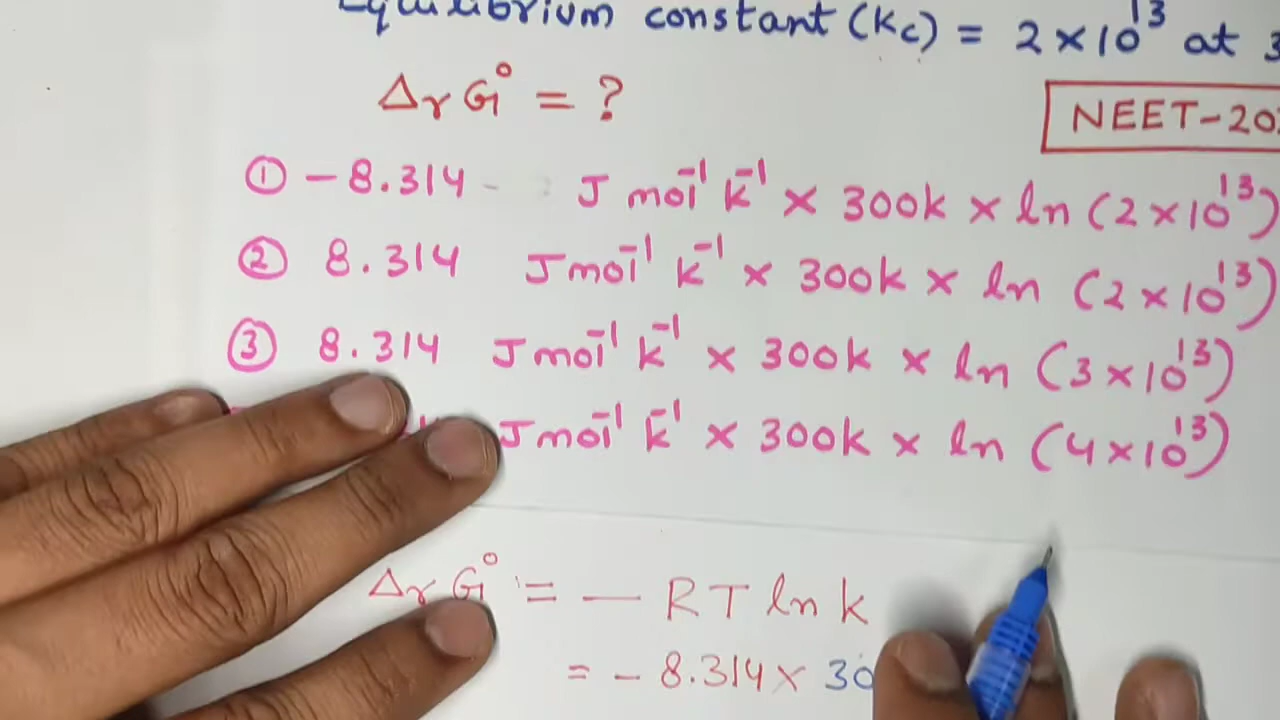 Equilibrium constant (Kc) = 2×10¹³ at 3
ΔrG° = ?
NEET-20
① -8.314 J mol⁻¹ k⁻¹ × 300k × ln (2×10¹³)
② 8.314 J mol⁻¹ k⁻¹ × 300k × ln (2×10¹³)
③ 8.314 J mol⁻¹ k⁻¹ × 300k × ln (3×10¹³)
J mol⁻¹ k⁻¹ × 300k × ln (4×10¹³)
ΔrG° = - RT ln k
= - 8.314 × 30